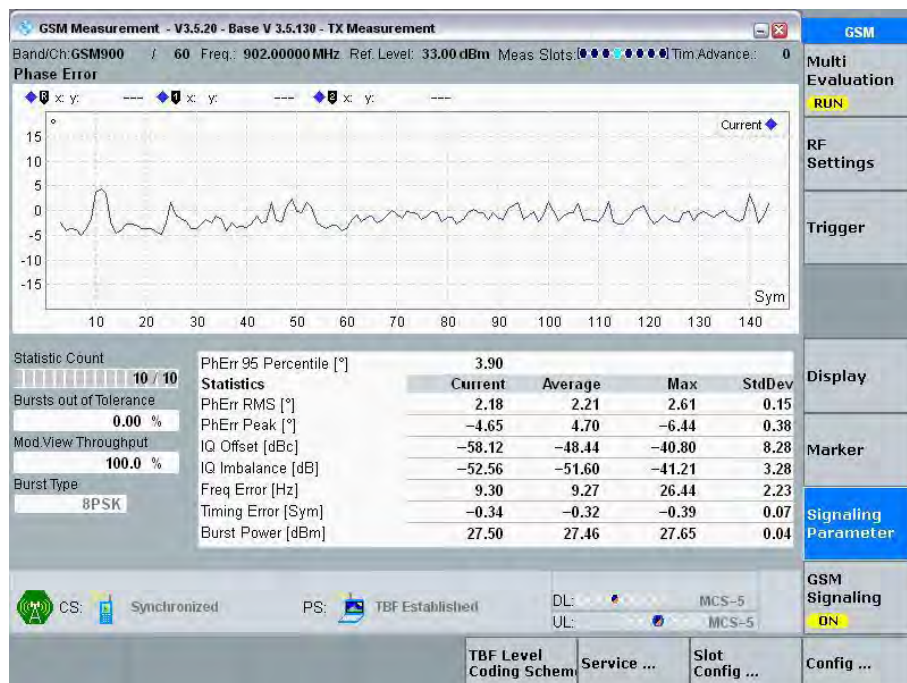 GSM Measurement - V3.5.20 - Base V 3.5.130 - TX Measurement
GSM
Band/Ch:GSM900 / 60 Freq.: 902.00000 MHz Ref. Level: 33.00 dBm Meas Slots: Tim.Advance.: 0
Phase Error
R x: y: --- 1 x: y: --- 2 x: y: ---
° Current
15
10
5
0
-5
-10
-15
Sym
10 20 30 40 50 60 70 80 90 100 110 120 130 140
Statistic Count
10 / 10
Bursts out of Tolerance
0.00 %
Mod.View Throughput
100.0 %
Burst Type
8PSK
PhErr 95 Percentile [°] 3.90
Statistics Current Average Max StdDev
PhErr RMS [°] 2.18 2.21 2.61 0.15
PhErr Peak [°] −4.65 4.70 −6.44 0.38
IQ Offset [dBc] −58.12 −48.44 −40.80 8.28
IQ Imbalance [dB] −52.56 −51.60 −41.21 3.28
Freq Error [Hz] 9.30 9.27 26.44 2.23
Timing Error [Sym] −0.34 −0.32 −0.39 0.07
Burst Power [dBm] 27.50 27.46 27.65 0.04
CS: Synchronized PS: TBF Established DL: MCS-5
UL: MCS-5
Multi
Evaluation
RUN
RF
Settings
Trigger
Display
Marker
Signaling
Parameter
GSM
Signaling
ON
TBF Level
Coding Schem
Service ...
Slot
Config ...
Config ...